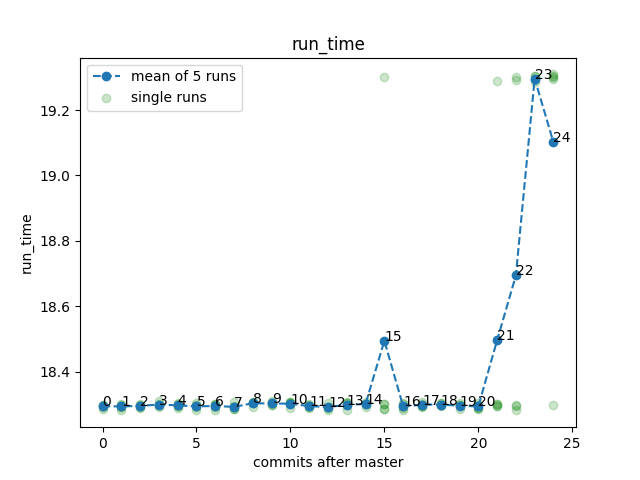 run_time
mean of 5 runs
single runs
run_time
19.2
19.0
18.8
18.6
18.4
0 1 2 3 4 5 6 7 8 9 10 11 12 13 14 15 16 17 18 19 20 21 22 23 24
0 5 10 15 20 25
commits after master